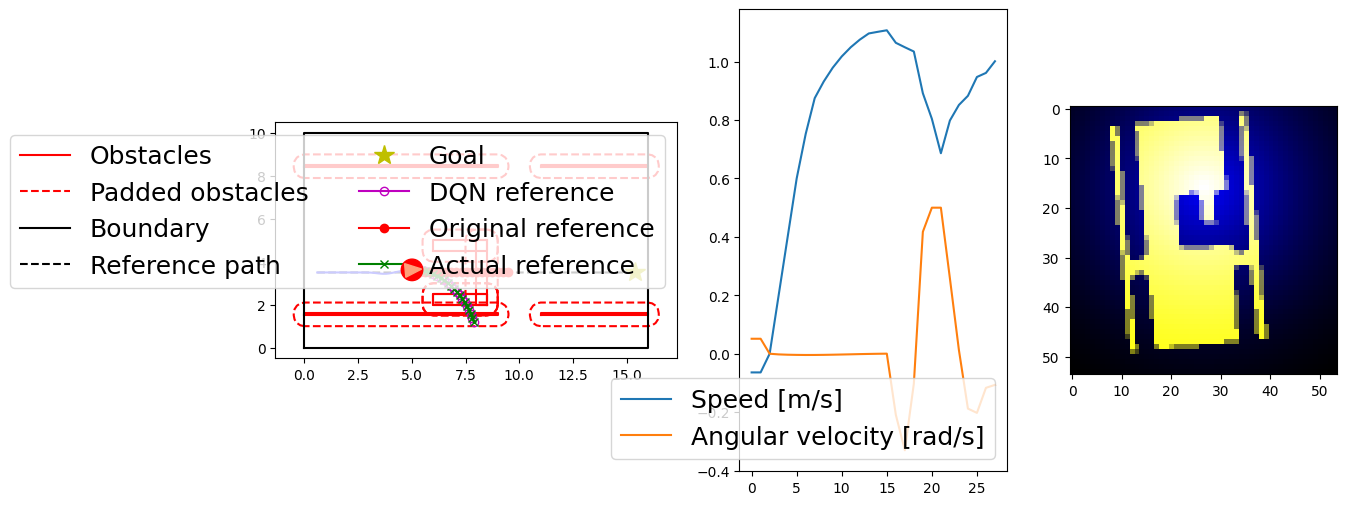 10
8
6
4
2
0
0.0 2.5 5.0 7.5 10.0 12.5 15.0
Obstacles
Padded obstacles
Boundary
Reference path
Goal
DQN reference
Original reference
Actual reference
1.0
0.8
0.6
0.4
0.2
0.0
−0.2
−0.4
0 5 10 15 20 25
Speed [m/s]
Angular velocity [rad/s]
0
10
20
30
40
50
0 10 20 30 40 50